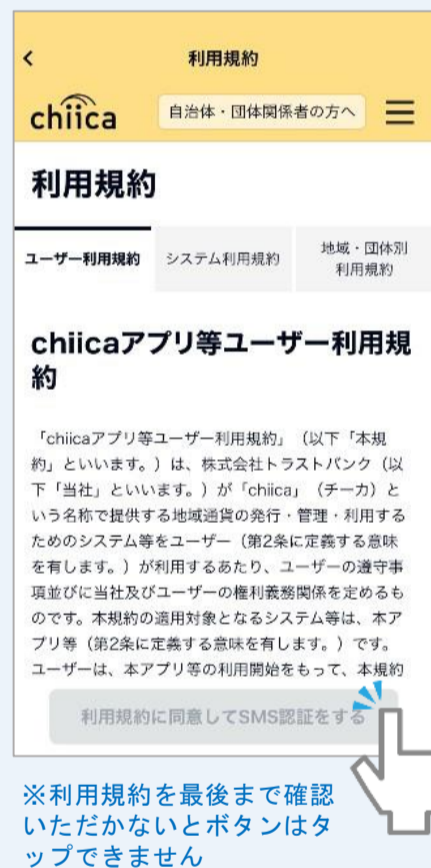 利用規約
chiica
自治体・団体関係者の方へ
利用規約
ユーザー利用規約
システム利用規約
地域・団体別
利用規約
chiicaアプリ等ユーザー利用規
約
「chiicaアプリ等ユーザー利用規約」（以下「本規
約」といいます。）は、株式会社トラストバンク（以
下「当社」といいます。）が「chiica」（チーカ）と
いう名称で提供する地域通貨の発行・管理・利用する
ためのシステム等をユーザー（第2条に定義する意味
を有します。）が利用するあたり、ユーザーの遵守事
項並びに当社及びユーザーの権利義務関係を定めるも
のです。本規約の適用対象となるシステム等は、本ア
プリ等（第2条に定義する意味を有します。）です。
ユーザーは、本アプリ等の利用開始をもって、本規約
利用規約に同意してSMS認証をする
※利用規約を最後まで確認
いただかないとボタンはタ
ップできません